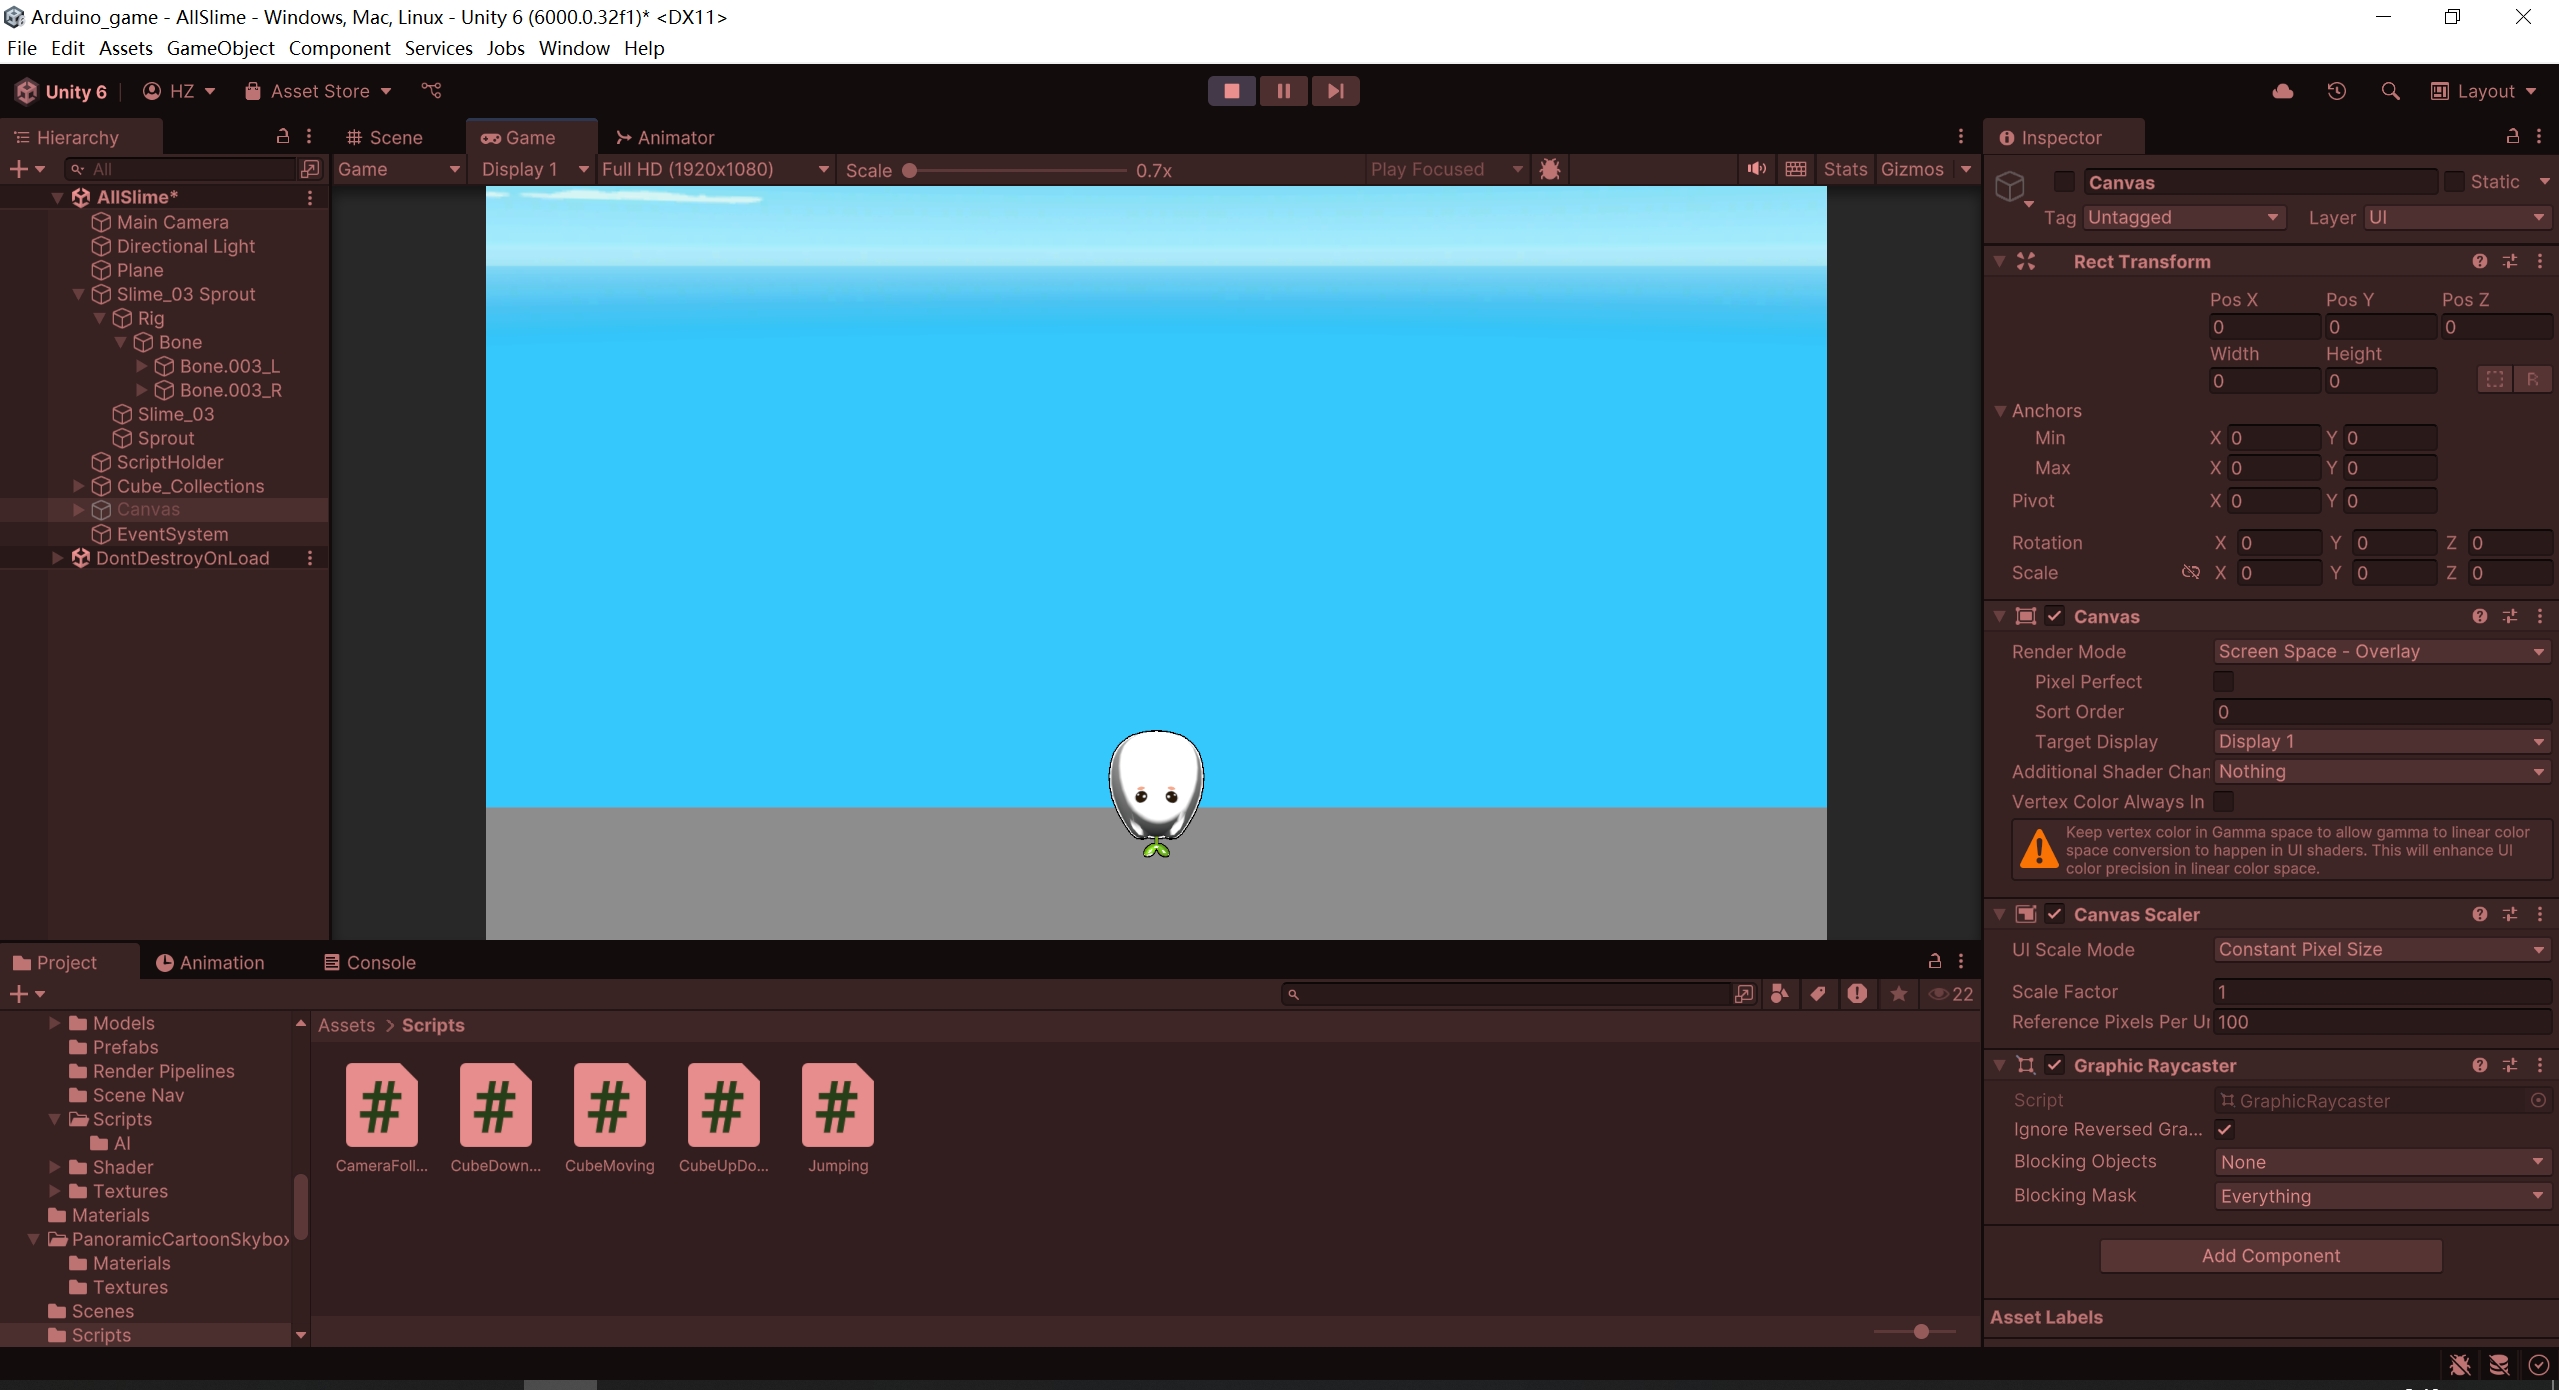 Arduino_game - AllSlime - Windows, Mac, Linux - Unity 6 (6000.0.32f1)* <DX11>
File Edit Assets GameObject Component Services Jobs Window Help
Unity 6 HZ Asset Store Layout
Hierarchy
All
AllSlime*
Main Camera
Directional Light
Plane
Slime_03 Sprout
Rig
Bone
Bone.003_L
Bone.003_R
Slime_03
Sprout
ScriptHolder
Cube_Collections
Canvas
EventSystem
DontDestroyOnLoad
Scene Game Animator
Game Display 1 Full HD (1920x1080) Scale 0.7x Play Focused Stats Gizmos
Inspector
Canvas Static
Tag Untagged Layer UI
Rect Transform
Pos X Pos Y Pos Z
0 0 0
Width Height
0 0 R
Anchors
Min X 0 Y 0
Max X 0 Y 0
Pivot X 0 Y 0
Rotation X 0 Y 0 Z 0
Scale X 0 Y 0 Z 0
Canvas
Render Mode Screen Space - Overlay
Pixel Perfect
Sort Order 0
Target Display Display 1
Additional Shader Chan Nothing
Vertex Color Always In
Keep vertex color in Gamma space to allow gamma to linear color
space conversion to happen in UI shaders. This will enhance UI
color precision in linear color space.
Canvas Scaler
UI Scale Mode Constant Pixel Size
Scale Factor 1
Reference Pixels Per Un 100
Graphic Raycaster
Script GraphicRaycaster
Ignore Reversed Gra...
Blocking Objects None
Blocking Mask Everything
Add Component
Asset Labels
Project Animation Console
22
Models
Prefabs
Render Pipelines
Scene Nav
Scripts
AI
Shader
Textures
Materials
PanoramicCartoonSkybox
Materials
Textures
Scenes
Scripts
Assets > Scripts
# # # # #
CameraFoll... CubeDown... CubeMoving CubeUpDo... Jumping